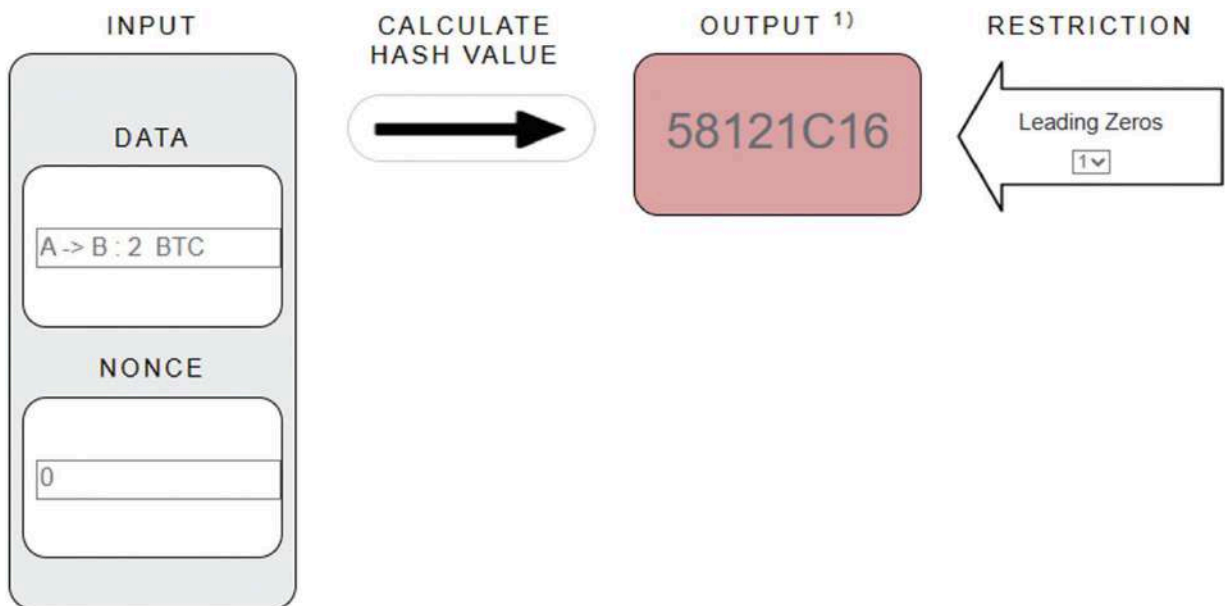 INPUT
CALCULATE
HASH VALUE
OUTPUT 1)
RESTRICTION
DATA
A -> B : 2 BTC
58121C16
Leading Zeros
1
NONCE
0